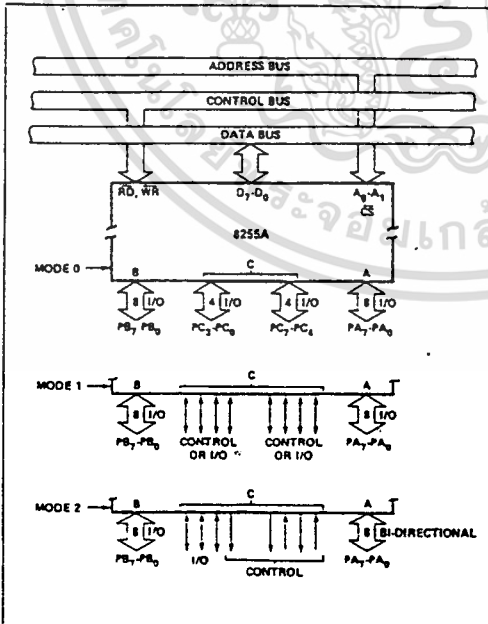 ADDRESS BUS
CONTROL BUS
DATA BUS
RD, WR D7-D0 A0-A1
CS
8255A
MODE 0 B C A
8 I/O 4 I/O 4 I/O 8 I/O
PB7-PB0 PC3-PC0 PC7-PC4 PA7-PA0
MODE 1 B C A
8 I/O 8 I/O
PB7-PB0 CONTROL OR I/O CONTROL OR I/O PA7-PA0
MODE 2 B C A
8 I/O 8 BI-DIRECTIONAL
PB7-PB0 I/O CONTROL PA7-PA0